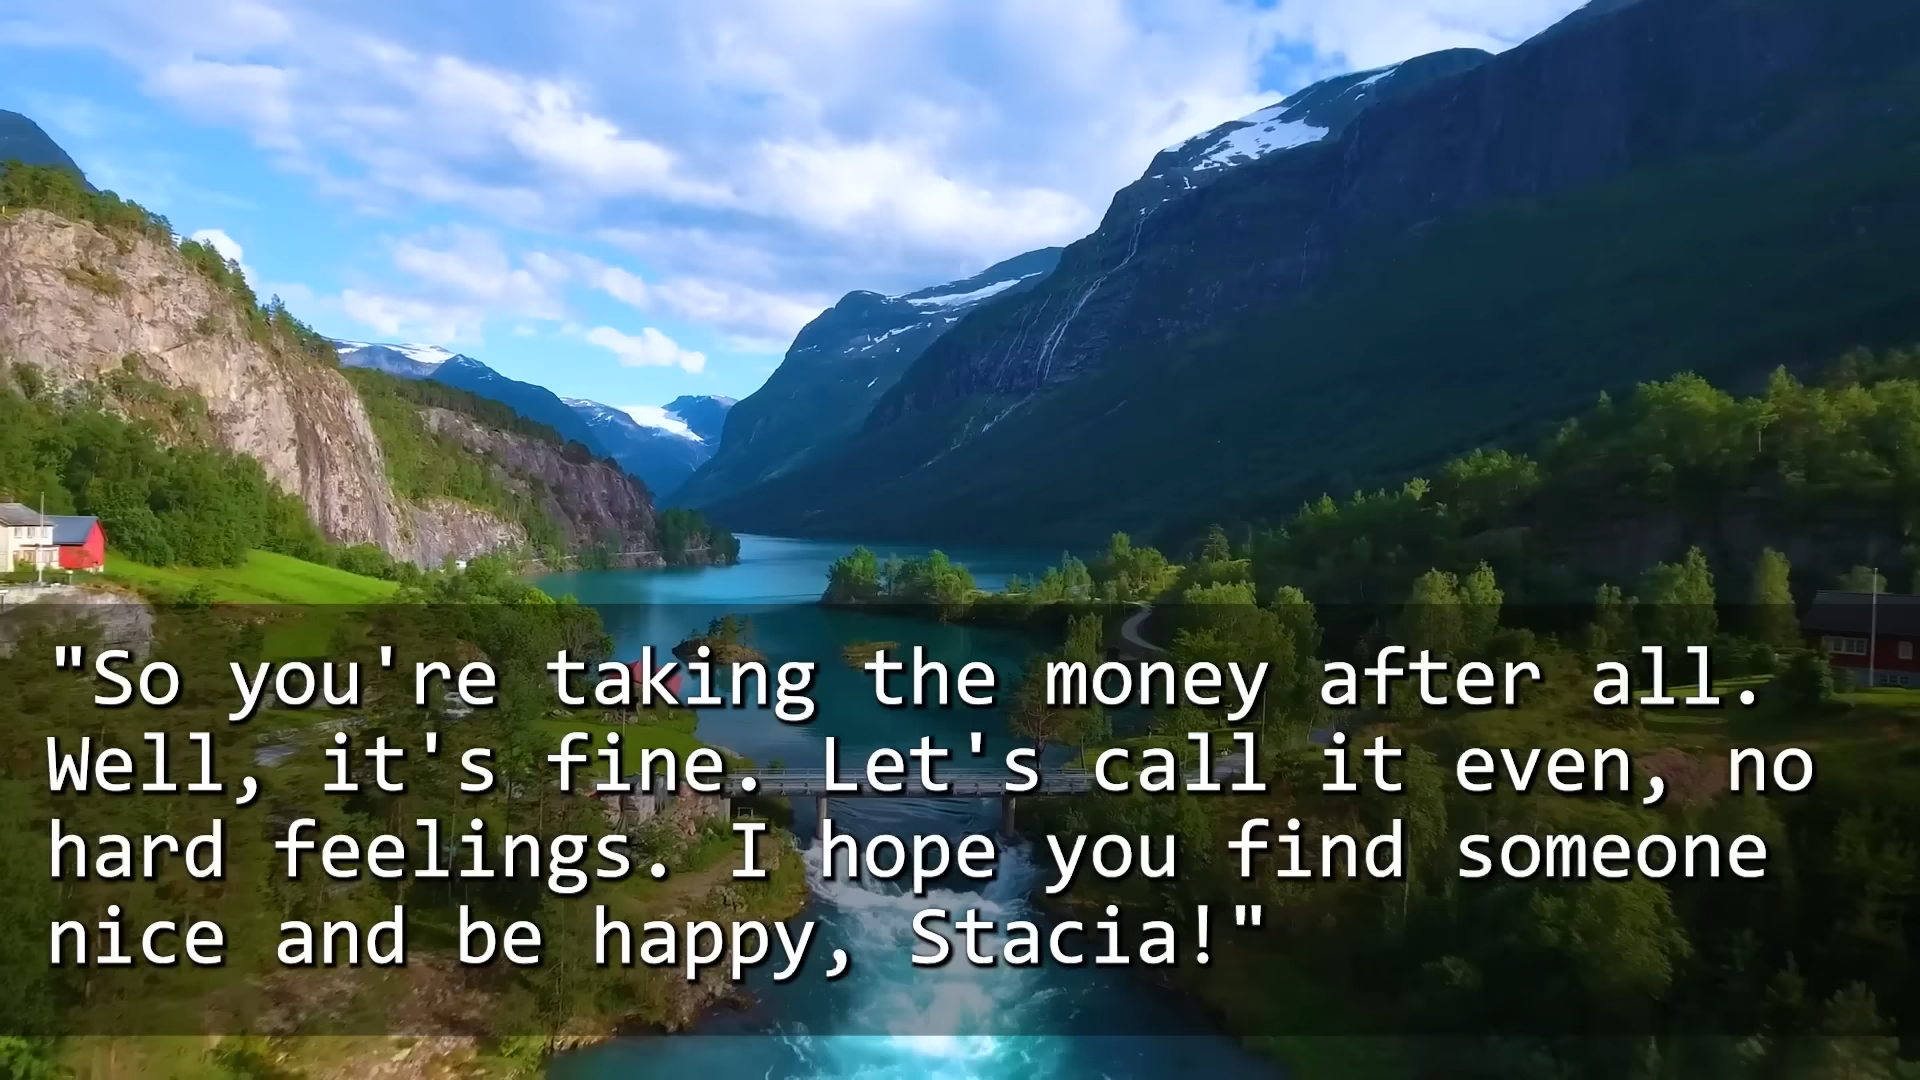 "So you're taking the money after all.
Well, it's fine. Let's call it even, no
hard feelings. I hope you find someone
nice and be happy, Stacia!"